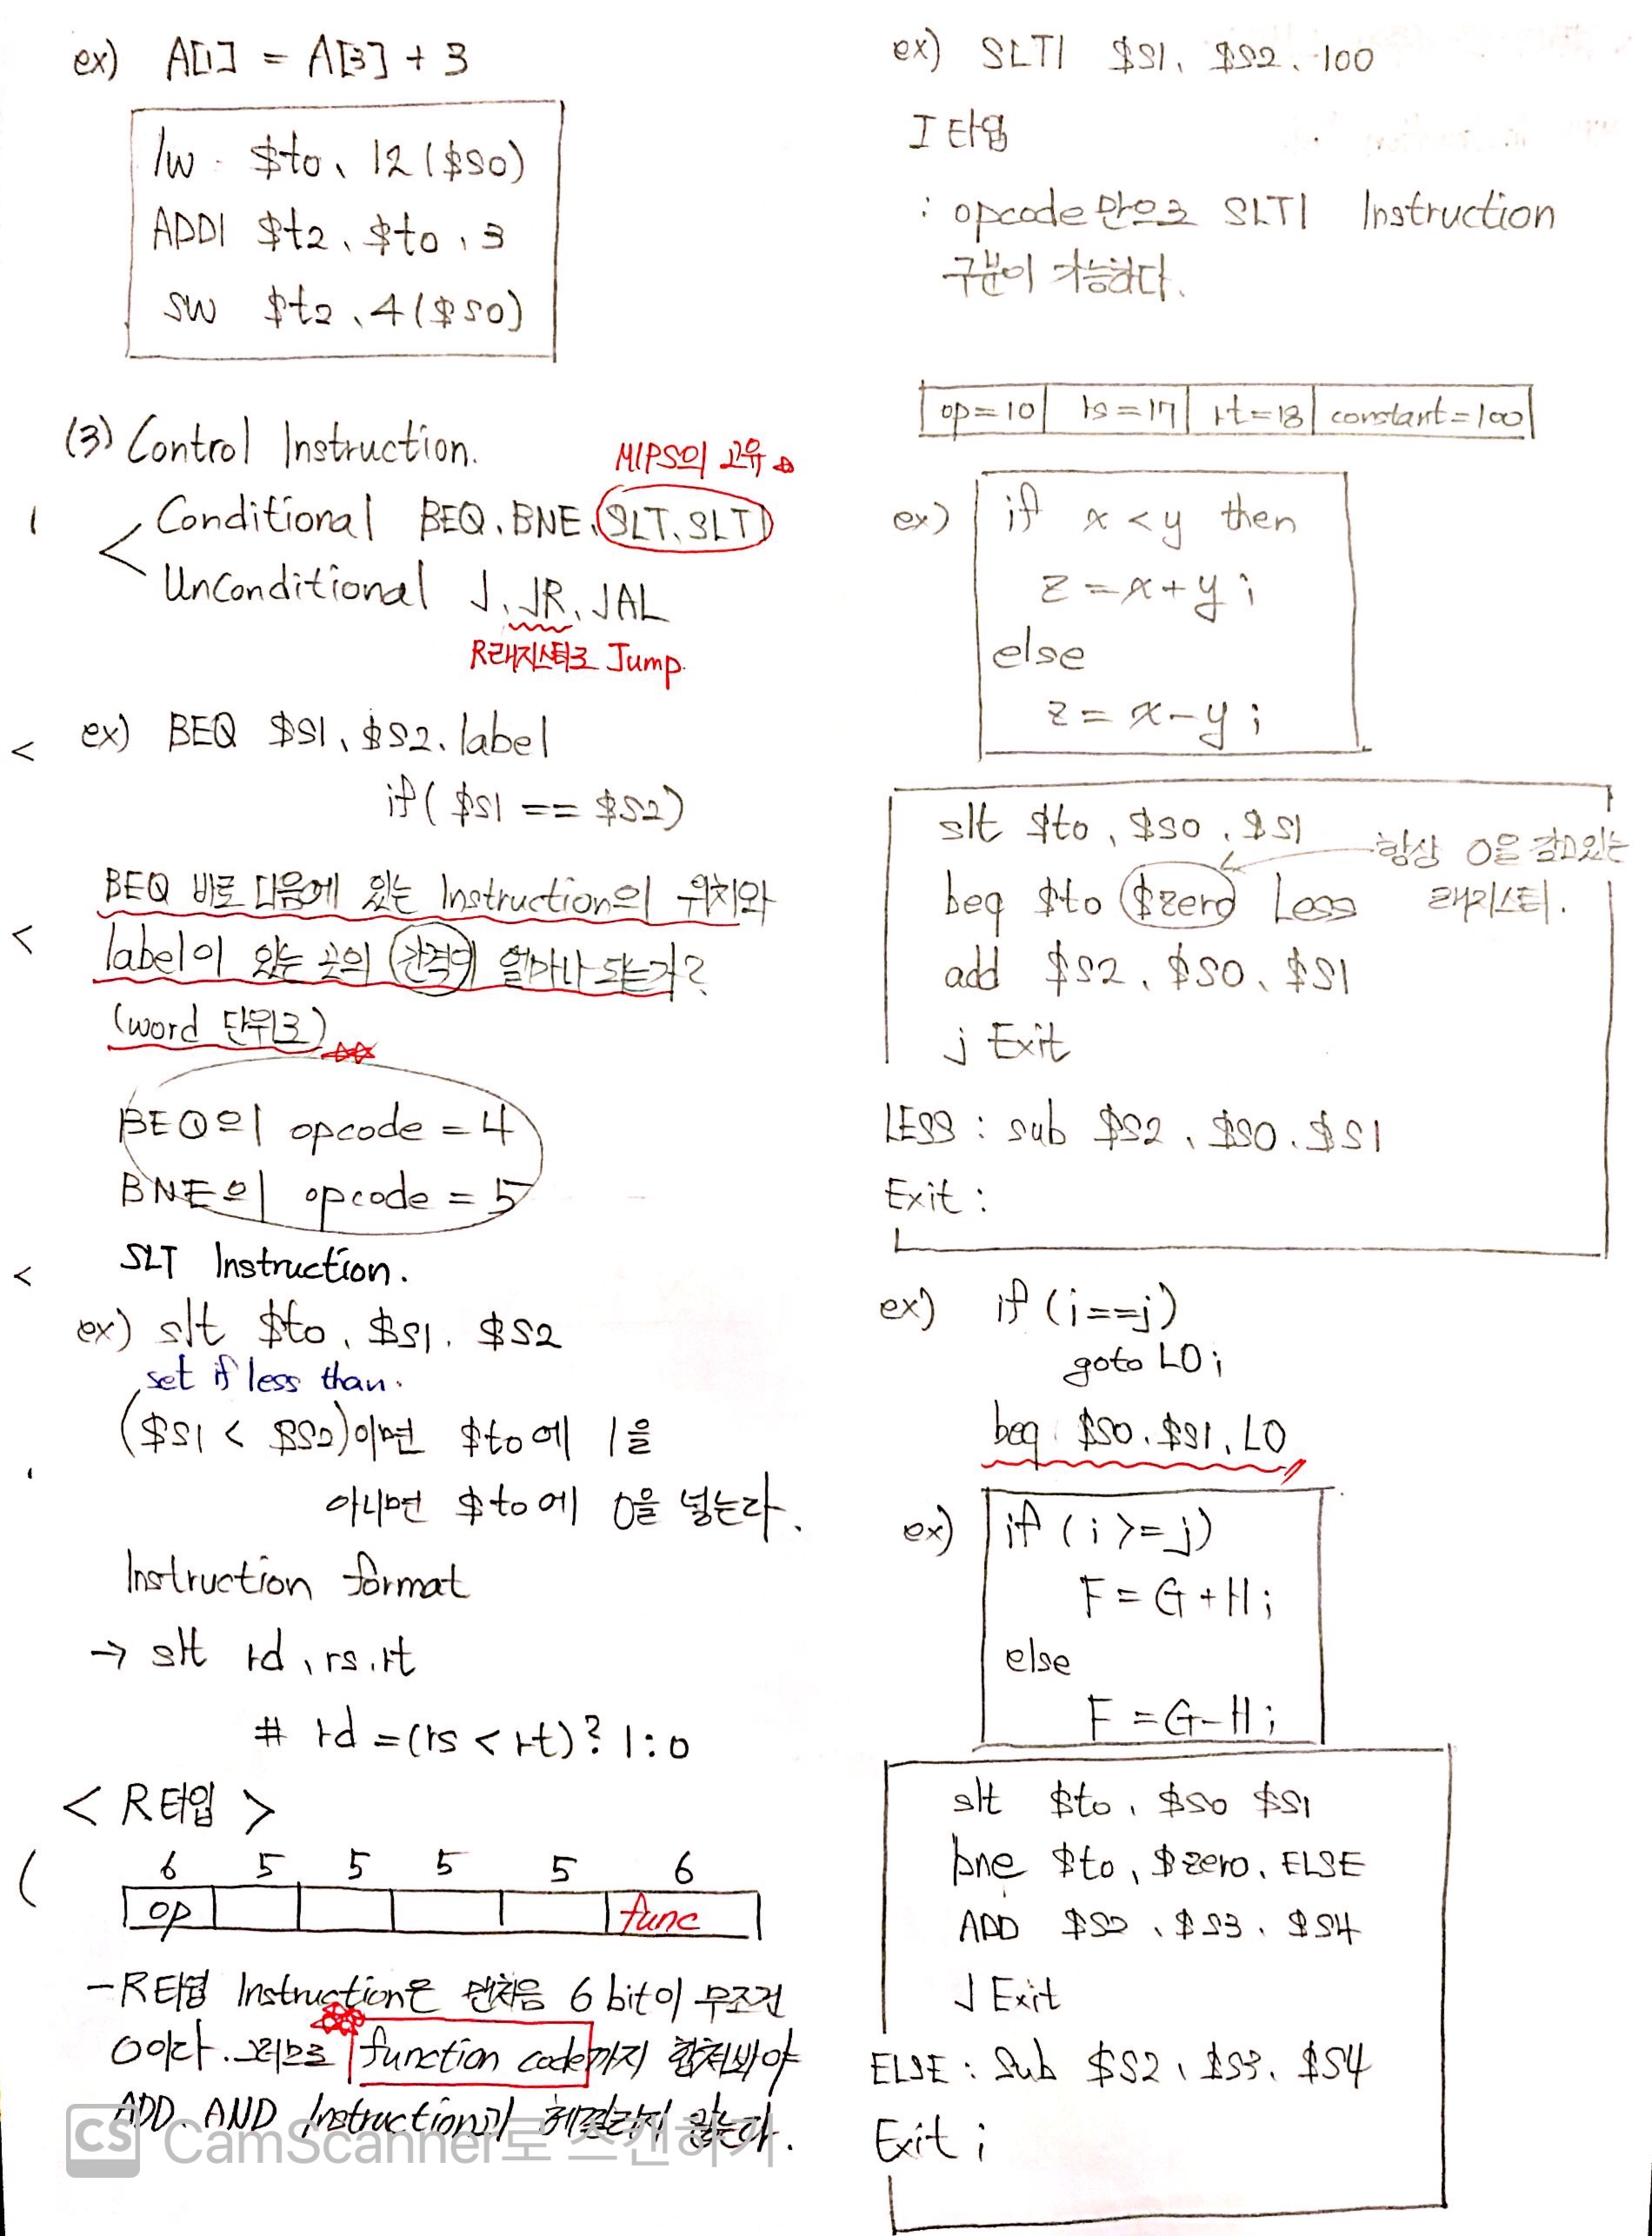 ex) A[1] = A[3] + 3
lw $t0, 12($s0)
ADDI $t2, $t0, 3
sw $t2, 4($s0)
(3) Control Instruction.
MIPS의 고유
Conditional BEQ, BNE, SLT, SLTI
UnConditional J, JR, JAL
R래지스터로 Jump.
ex) BEQ $S1, $S2, label
if( $S1 == $S2)
BEQ 바로 다음에 있는 Instruction의 위치와
label이 있는 곳의 간격이 얼마나 되는가?
(word 단위로)
BEQ의 opcode = 4
BNE의 opcode = 5
SLT Instruction.
ex) slt $t0, $S1, $S2
set if less than.
($S1 < $S2)이면 $t0에 1을
아니면 $t0에 0을 넣는다.
Instruction format
→ slt rd, rs, rt
# rd = (rs < rt)? 1:0
< R타입 >
6 5 5 5 5 6
op func
- R타입 Instruction은 맨처음 6 bit이 무조건
0이다. 그러므로 function code까지 합쳐봐야
ADD, AND Instruction과 헤깔리지 않는다.
CS CamScanner로 스캔하기
ex) SLTI $S1, $S2, 100
I 타입
: opcode 만으로 SLTI Instruction
구분이 가능하다.
op=10 rs=17 rt=18 constant=100
ex) if x < y then
z = x+y;
else
z = x-y;
slt $t0, $S0, $S1
항상 0을 갖고있는
beq $t0 $zero Less 래지스터.
add $S2, $S0, $S1
j Exit
LESS : sub $S2, $S0, $S1
Exit :
ex) if (i==j)
goto L0;
beq $S0, $S1, L0
ex) if (i >= j)
F = G + H;
else
F = G-H;
slt $t0, $S0 $S1
bne $t0, $zero, ELSE
ADD $S2, $S3, $S4
J Exit
ELSE : Sub $S2, $S3, $S4
Exit ;